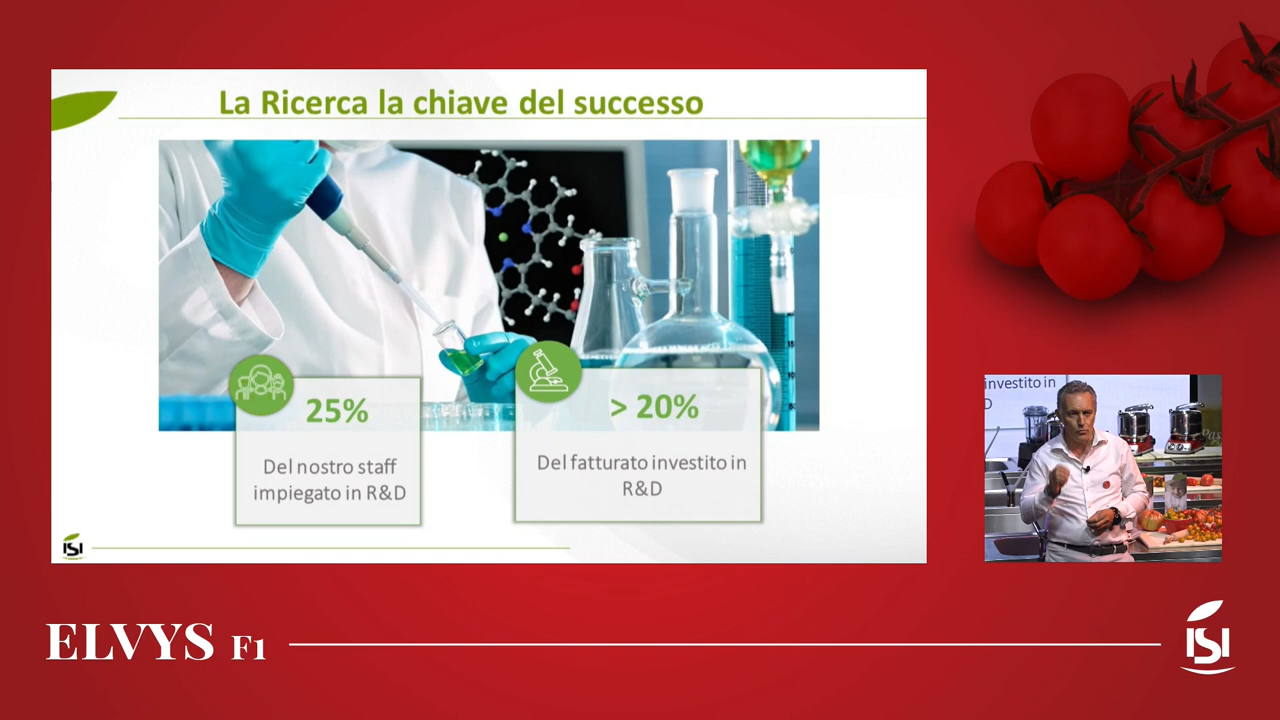 La Ricerca la chiave del successo
25%
Del nostro staff
impiegato in R&D
> 20%
Del fatturato investito in
R&D
ISI
investito in
D
ELVYS F1
ISI